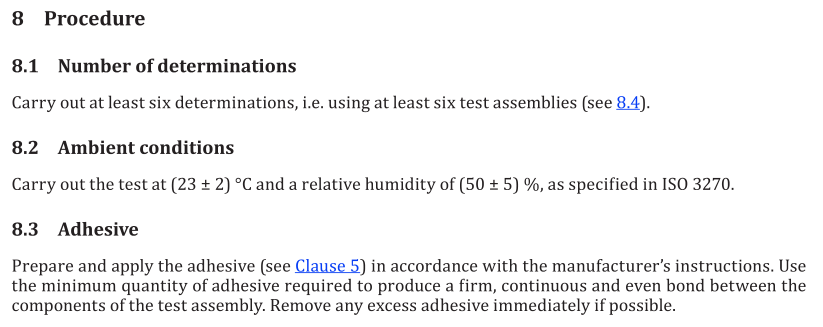 8 Procedure
8.1 Number of determinations
Carry out at least six determinations, i.e. using at least six test assemblies (see 8.4).
8.2 Ambient conditions
Carry out the test at (23 ± 2) °C and a relative humidity of (50 ± 5) %, as specified in ISO 3270.
8.3 Adhesive
Prepare and apply the adhesive (see Clause 5) in accordance with the manufacturer’s instructions. Use
the minimum quantity of adhesive required to produce a firm, continuous and even bond between the
components of the test assembly. Remove any excess adhesive immediately if possible.